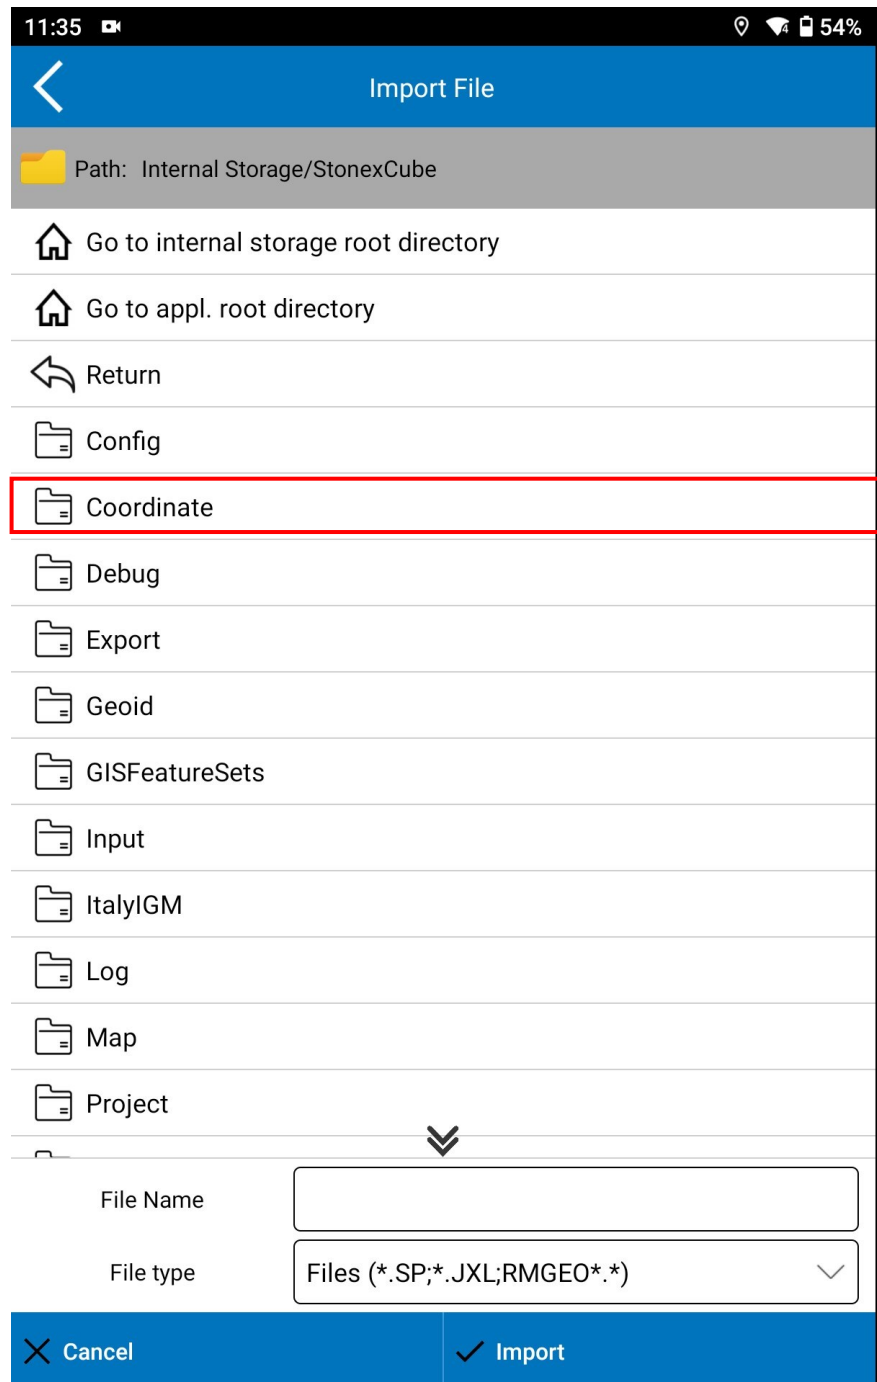 11:35 54%
Import File
Path: Internal Storage/StonexCube
Go to internal storage root directory
Go to appl. root directory
Return
Config
Coordinate
Debug
Export
Geoid
GISFeatureSets
Input
ItalyIGM
Log
Map
Project
File Name
File type Files (*.SP;*.JXL;RMGEO*.*)
Cancel Import